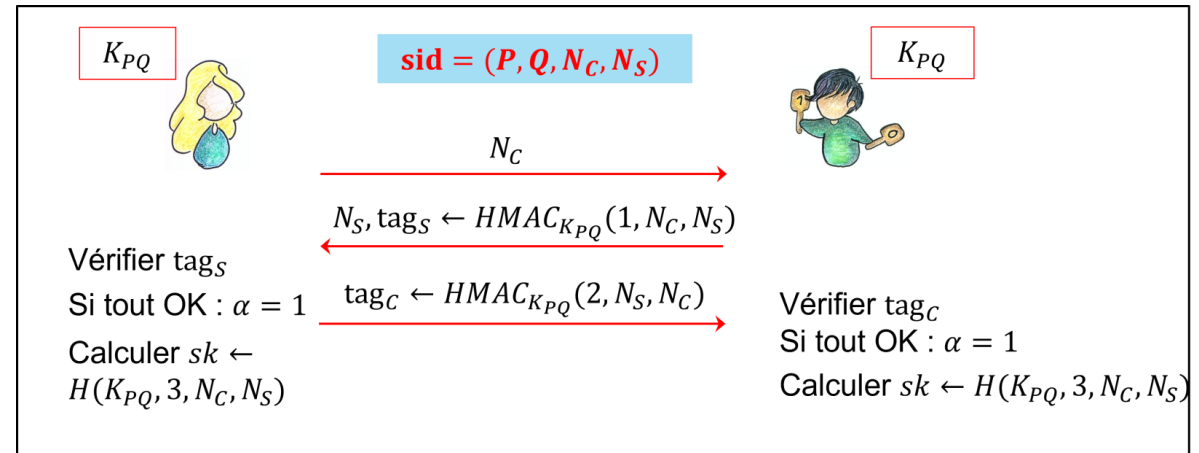 K_{PQ}
sid = (P, Q, N_C, N_S)
K_{PQ}
N_C
N_S, tag_S ← HMAC_{K_{PQ}}(1, N_C, N_S)
Vérifier tag_S
Si tout OK : α = 1
Calculer sk ←
H(K_{PQ}, 3, N_C, N_S)
tag_C ← HMAC_{K_{PQ}}(2, N_S, N_C)
Vérifier tag_C
Si tout OK : α = 1
Calculer sk ← H(K_{PQ}, 3, N_C, N_S)